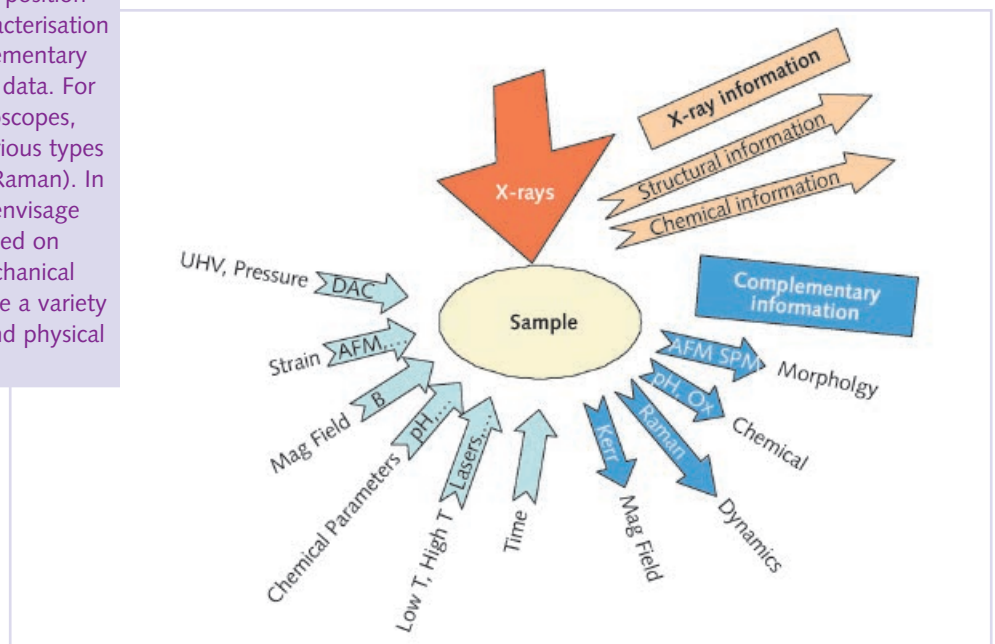 position
acterisation
ementary
data. For
oscopes,
ious types
Raman). In
envisage
ed on
chanical
e a variety
nd physical
X-rays
X-ray information
Structural information
Chemical information
Complementary
information
Sample
UHV, Pressure
DAC
Strain
AFM,....
Mag Field
B
Chemical Parameters
pH,....
Low T, High T
Lasers,....
Time
Kerr
Mag Field
Raman
Dynamics
pH, Ox
Chemical
AFM SPM
Morpholgy